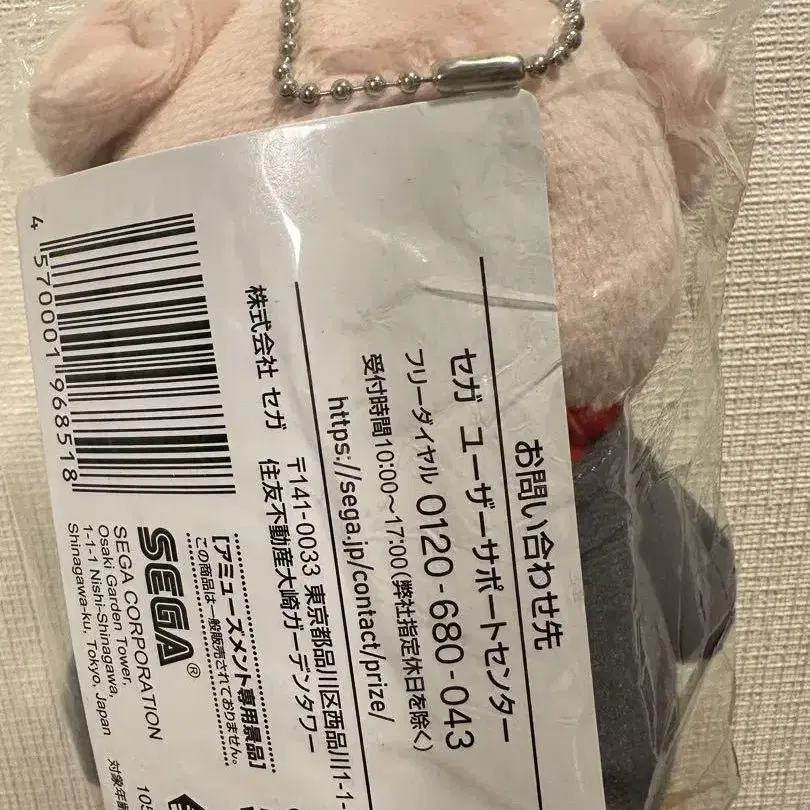 お問い合わせ先
セガ ユーザーサポートセンター
フリーダイヤル 0120-680-043
受付時間10:00～17:00(弊社指定休日を除く)
https://sega.jp/contact/prize/
株式会社 セガ 〒141-0033 東京都品川区西品川1-1-
住友不動産大崎ガーデンタワー
[アミューズメント専用景品]
この商品は一般販売されておりません。
SEGA®
SEGA CORPORATION
Osaki Garden Tower,
1-1-1 Nishi-Shinagawa,
Shinagawa-ku, Tokyo, Japan
4 570001 968518
105
対象年齢